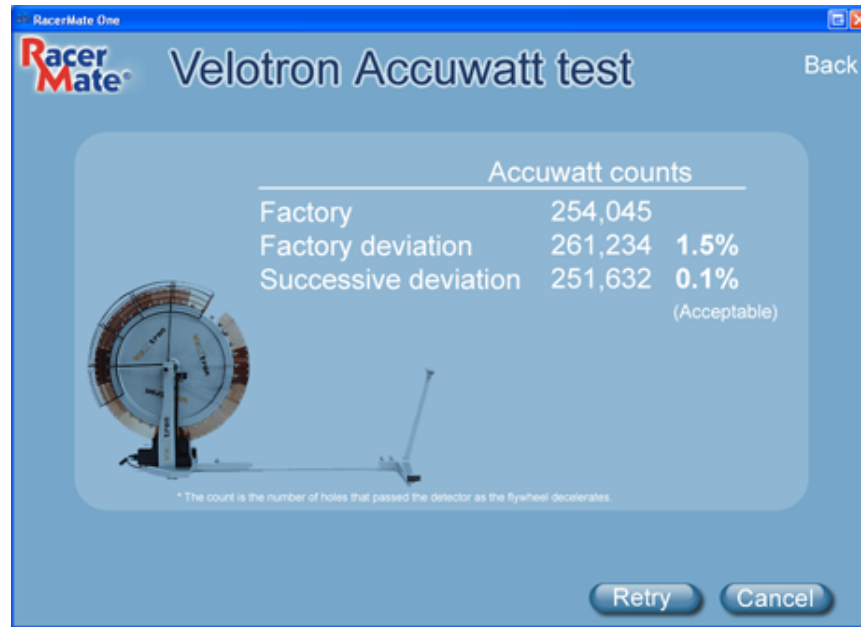 RacerMate One
Racer Mate®
Velotron Accuwatt test
Back
Accuwatt counts
Factory 254,045
Factory deviation 261,234 1.5%
Successive deviation 251,632 0.1%
(Acceptable)
* The count is the number of holes that passed the detector as the flywheel decelerates.
Retry Cancel